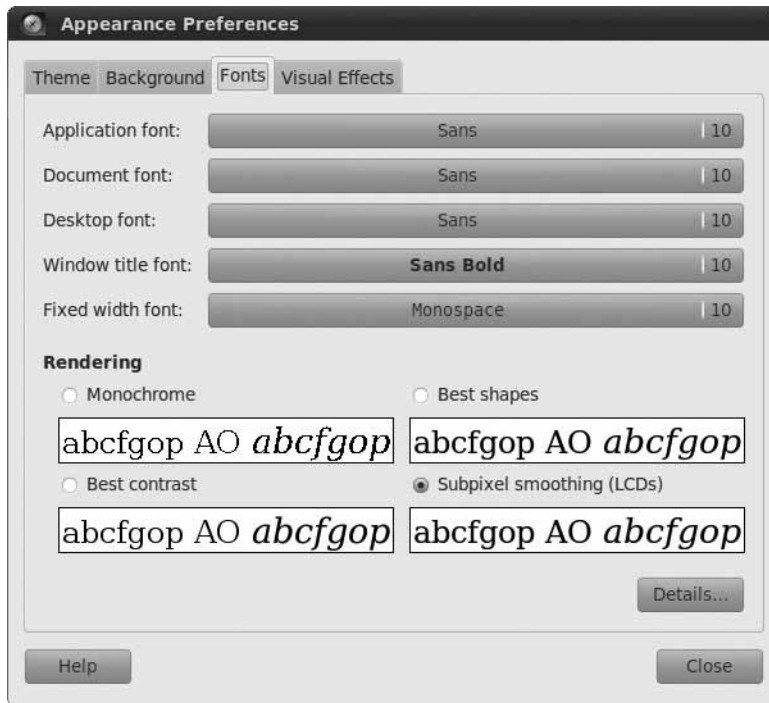 Appearance Preferences
Theme Background Fonts Visual Effects
Application font: Sans 10
Document font: Sans 10
Desktop font: Sans 10
Window title font: Sans Bold 10
Fixed width font: Monospace 10
Rendering
Monochrome Best shapes
abcfgop AO abcfgop abcfgop AO abcfgop
Best contrast Subpixel smoothing (LCDs)
abcfgop AO abcfgop abcfgop AO abcfgop
Details...
Help Close